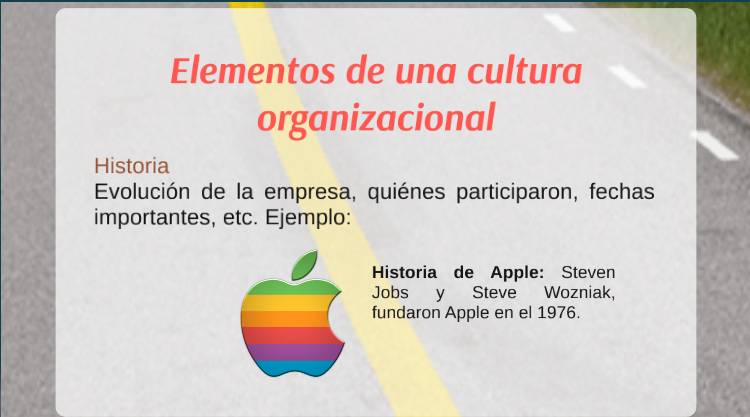 Elementos de una cultura
organizacional
Historia
Evolución de la empresa, quiénes participaron, fechas
importantes, etc. Ejemplo:
Historia de Apple: Steven
Jobs y Steve Wozniak,
fundaron Apple en el 1976.